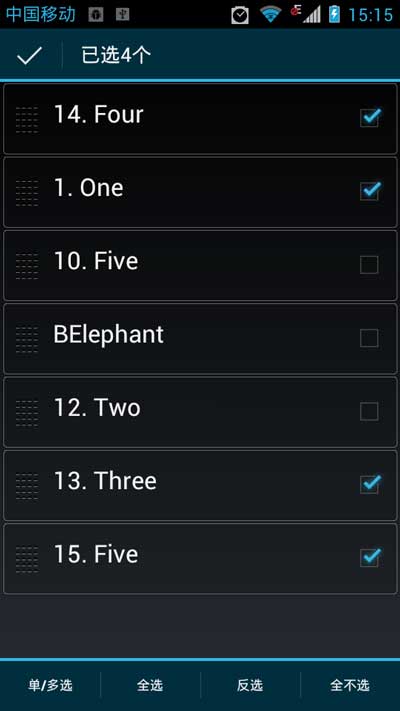 中国移动 15:15
已选4个
14. Four
1. One
10. Five
BElephant
12. Two
13. Three
15. Five
单/多选 全选 反选 全不选